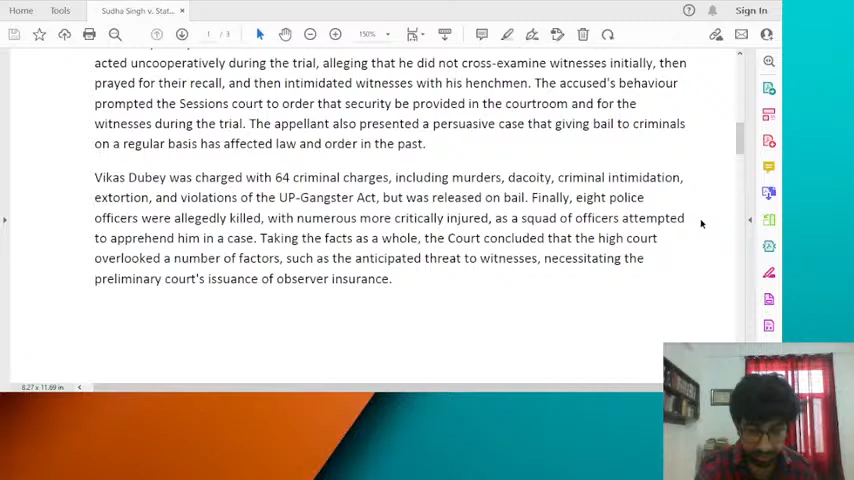 Home Tools Sudha Singh v. Stat... × Sign In
1 / 3 150%
acted uncooperatively during the trial, alleging that he did not cross-examine witnesses initially, then
prayed for their recall, and then intimidated witnesses with his henchmen. The accused's behaviour
prompted the Sessions court to order that security be provided in the courtroom and for the
witnesses during the trial. The appellant also presented a persuasive case that giving bail to criminals
on a regular basis has affected law and order in the past.
Vikas Dubey was charged with 64 criminal charges, including murders, dacoity, criminal intimidation,
extortion, and violations of the UP-Gangster Act, but was released on bail. Finally, eight police
officers were allegedly killed, with numerous more critically injured, as a squad of officers attempted
to apprehend him in a case. Taking the facts as a whole, the Court concluded that the high court
overlooked a number of factors, such as the anticipated threat to witnesses, necessitating the
preliminary court's issuance of observer insurance.
8.27 x 11.69 in